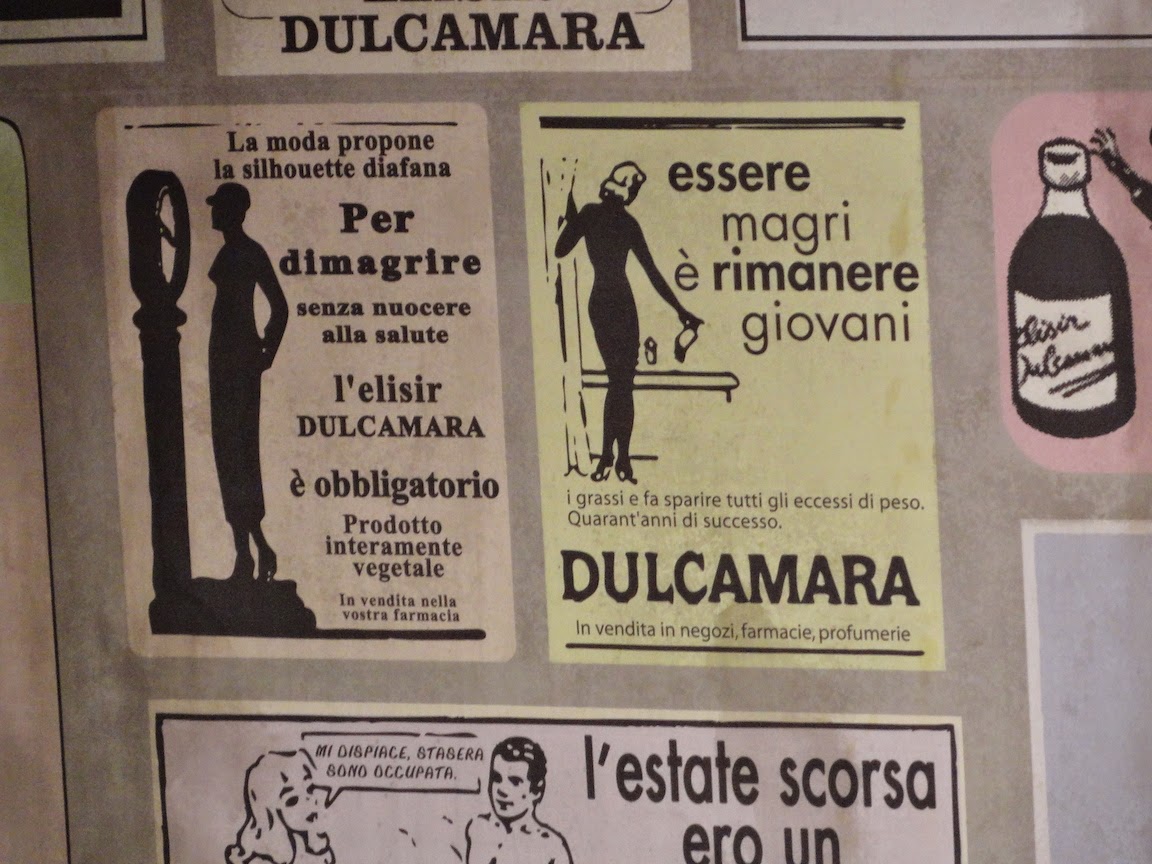 DULCAMARA
La moda propone
la silhouette diafana
Per
dimagrire
senza nuocere
alla salute
l'elisir
DULCAMARA
è obbligatorio
Prodotto
interamente
vegetale
In vendita nella
vostra farmacia
essere
magri
è rimanere
giovani
i grassi e fa sparire tutti gli eccessi di peso.
Quarant'anni di successo.
DULCAMARA
In vendita in negozi, farmacie, profumerie
Elisir
Dulcamara
MI DISPIACE, STASERA
SONO OCCUPATA.
l'estate scorsa
ero un